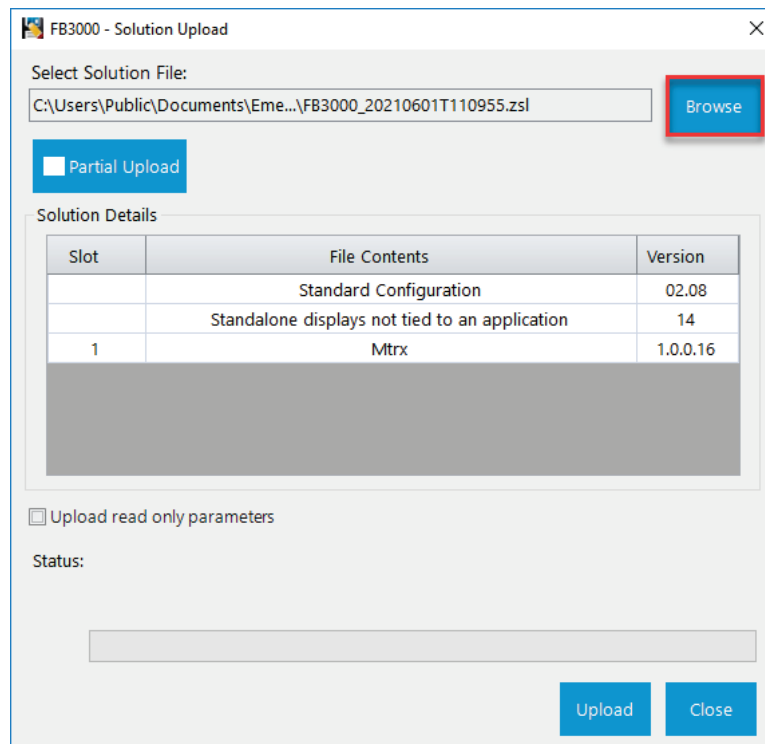 FB3000 - Solution Upload
Select Solution File:
C:\Users\Public\Documents\Eme...\FB3000_20210601T110955.zsl
Browse
Partial Upload
Solution Details
Slot File Contents Version
Standard Configuration 02.08
Standalone displays not tied to an application 14
1 Mtrx 1.0.0.16
Upload read only parameters
Status:
Upload Close